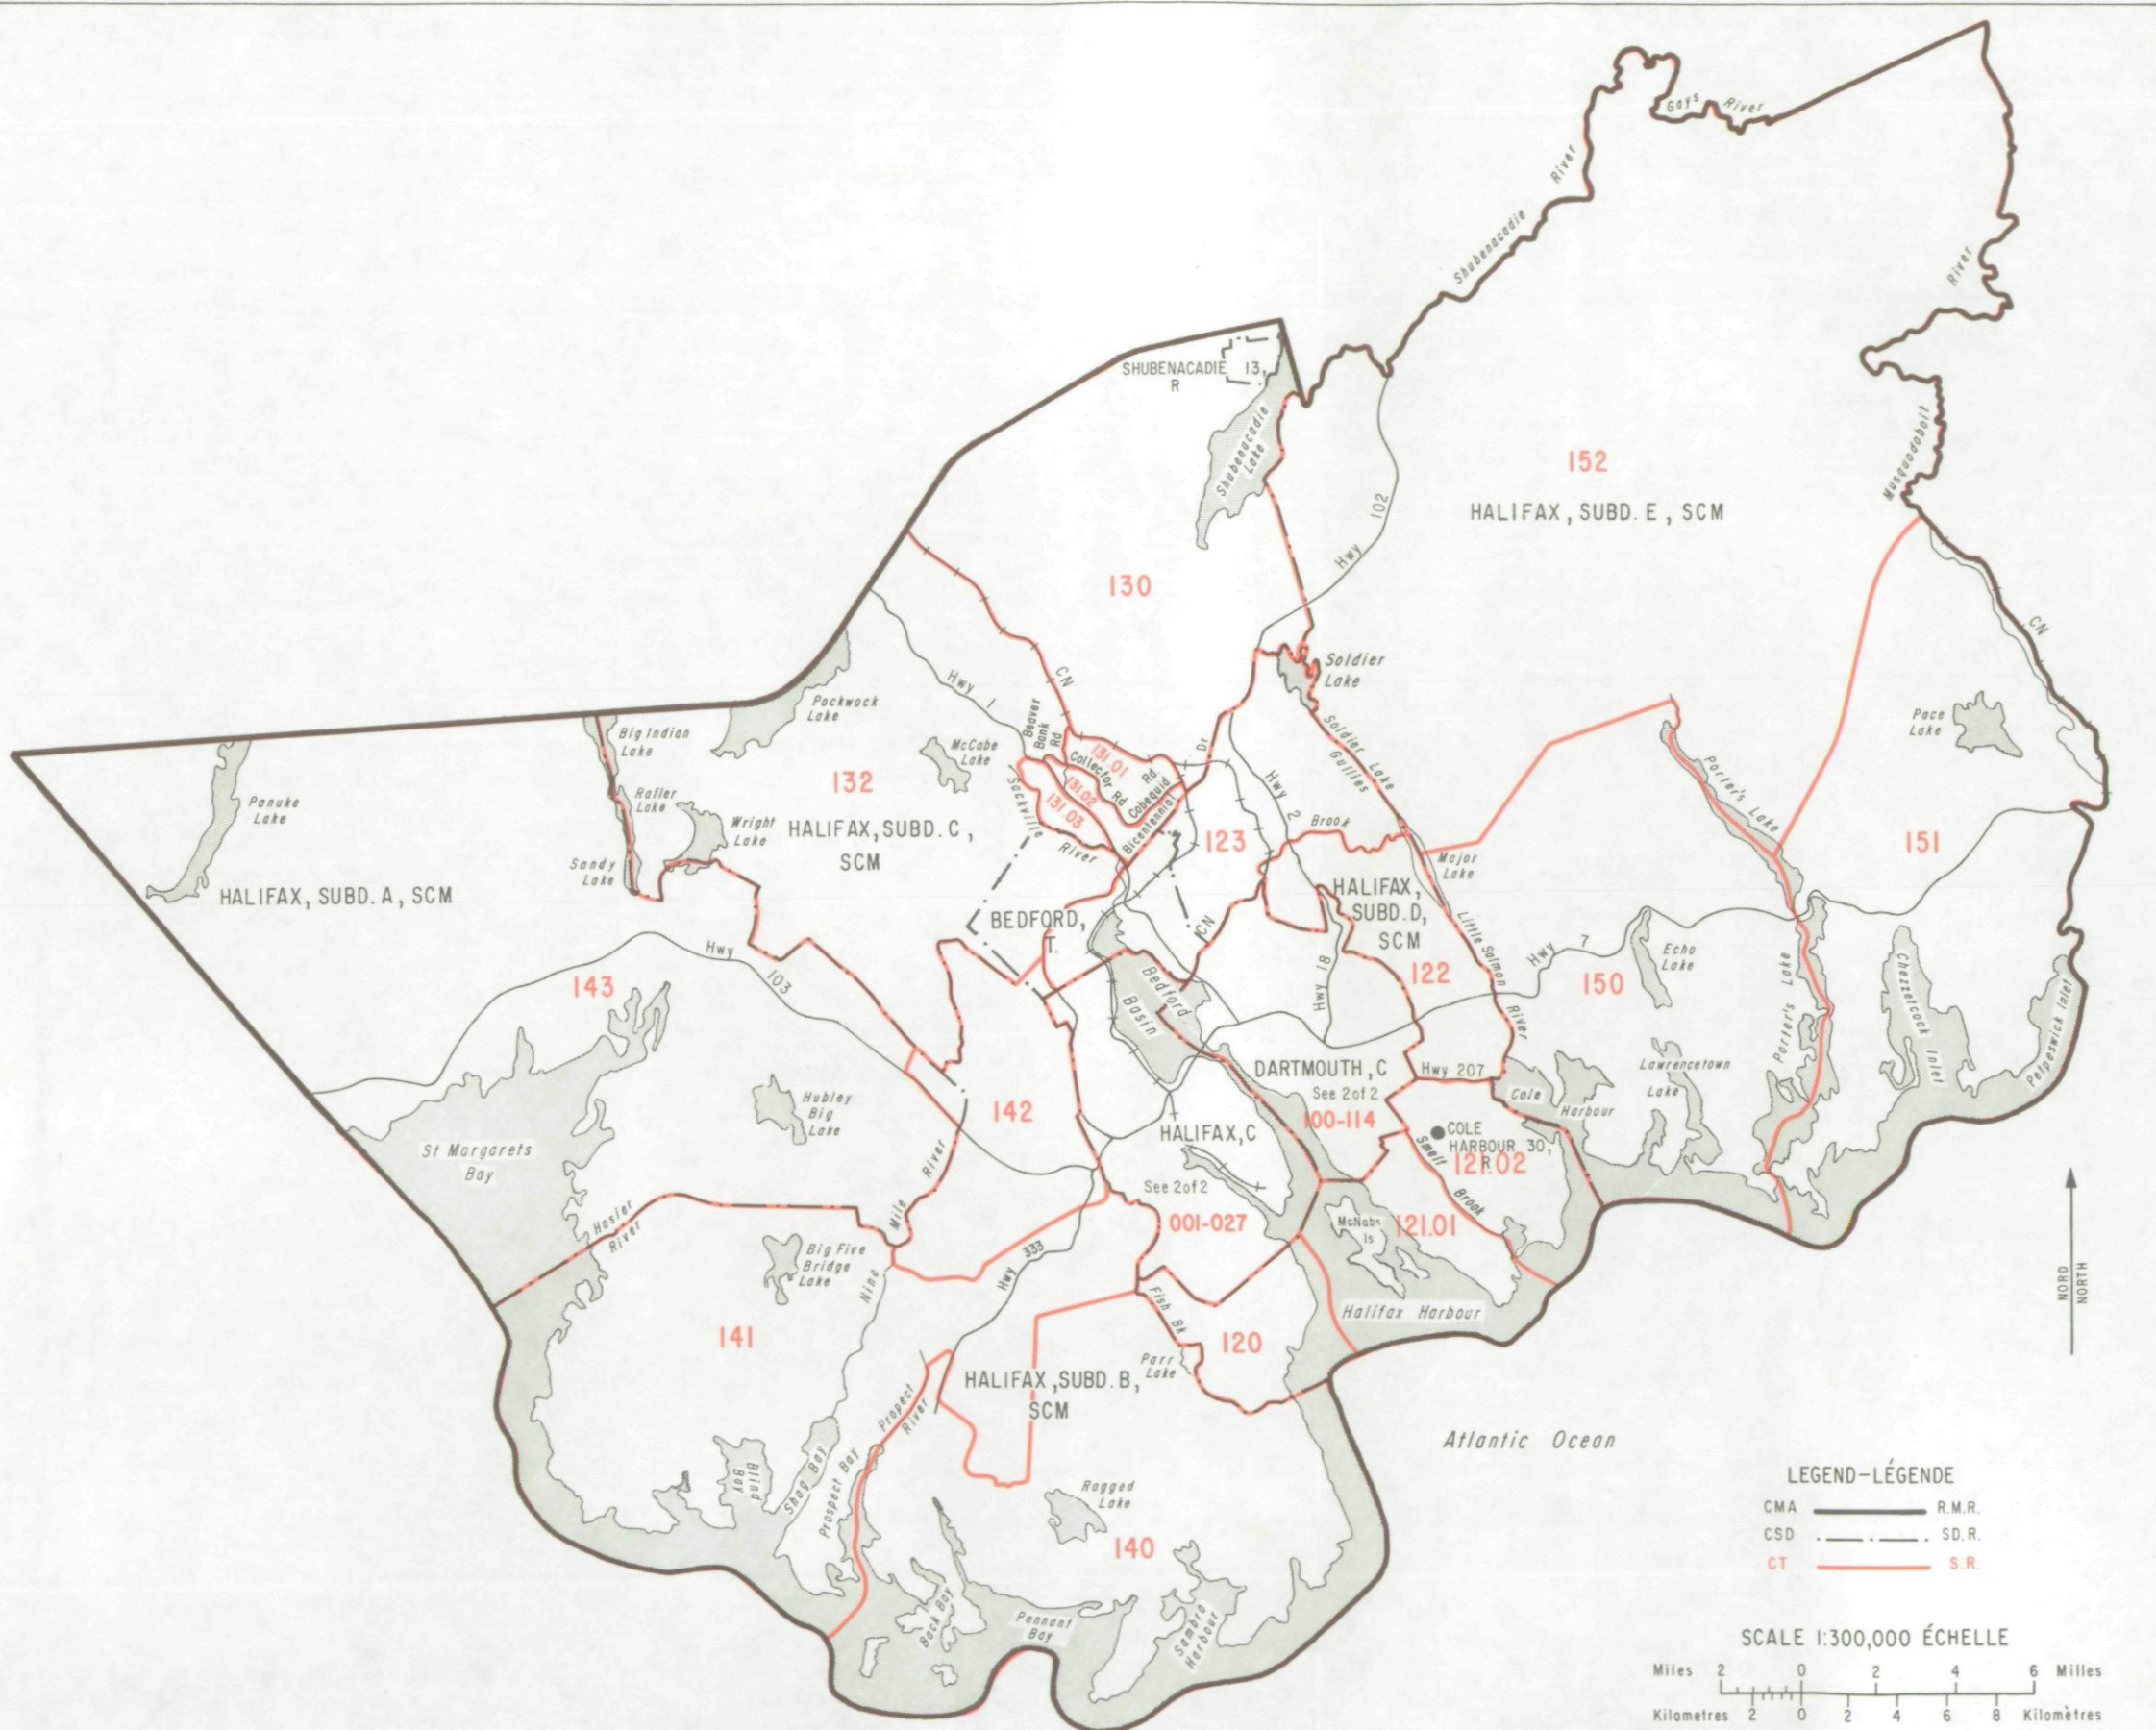 Gays River
River
Shubenacadie
River
SHUBENACADIE 13,
R
Shubenacadie
Lake
Musquodoboit
152
HALIFAX, SUBD. E, SCM
Hwy 102
130
CN
CN
Hwy 1
Soldier
Lake
Pockwock
Lake
Big Indian
Lake
Beaver
Bank
Rd
McCabe
Lake
131.01
Collector Rd
131.02
Cobequid
Rd
131.03
Bicentennial
Dr
Sackville
River
Hwy 2
Soldier Lake
Guilles
Brook
Major
Lake
Pace
Lake
Porter's Lake
151
Panuke
Lake
Rafler
Lake
132
Wright
Lake
HALIFAX, SUBD. C,
SCM
Sandy
Lake
HALIFAX, SUBD. A, SCM
123
HALIFAX,
SUBD. D,
SCM
BEDFORD,
T.
CN
Little Salmon
River
Hwy 7
Echo
Lake
Hwy
103
143
Hwy 18
122
150
Bedford
Basin
Porter's Lake
Chezzetcook
Inlet
Petpeswick Inlet
DARTMOUTH, C
See 2 of 2
100-114
Hwy 207
Cole
Harbour
Lawrencetown
Lake
Hubley
Big
Lake
142
HALIFAX, C
COLE
HARBOUR 30,
R
121.02
Smelt
Brook
St Margarets
Bay
See 2 of 2
001-027
McNabs
Is
121.01
Hosier
River
Nine
Mile
River
Big Five
Bridge
Lake
Hwy 333
Halifax Harbour
NORD
NORTH
141
Fish Bk
120
Parr
Lake
HALIFAX, SUBD. B,
SCM
Propect
River
Atlantic Ocean
Blind
Bay
Shag Bay
Prospect Bay
Ragged
Lake
140
Back Bay
Pennant
Bay
Sambro
Harbour
LEGEND-LÉGENDE
CMA R.M.R.
CSD SD.R.
CT S.R.
SCALE 1:300,000 ÉCHELLE
Miles 2 0 2 4 6 Milles
Kilometres 2 0 2 4 6 8 Kilomètres